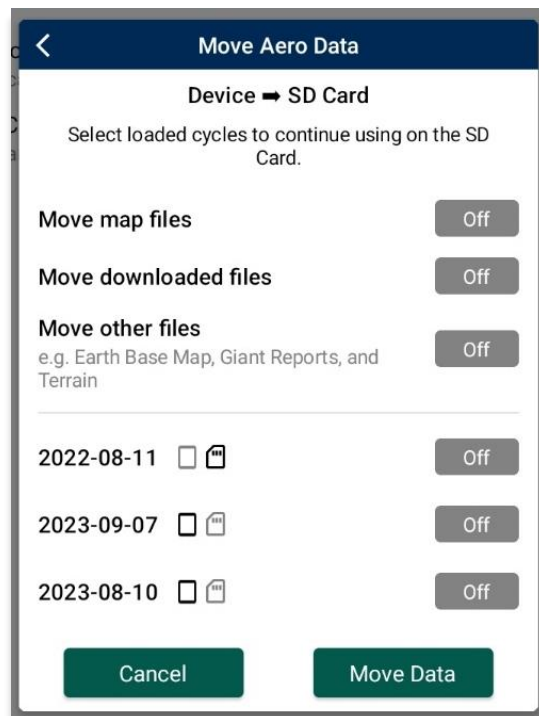 Move Aero Data
Device ➡ SD Card
Select loaded cycles to continue using on the SD
Card.
Move map files Off
Move downloaded files Off
Move other files Off
e.g. Earth Base Map, Giant Reports, and
Terrain
2022-08-11 Off
2023-09-07 Off
2023-08-10 Off
Cancel Move Data